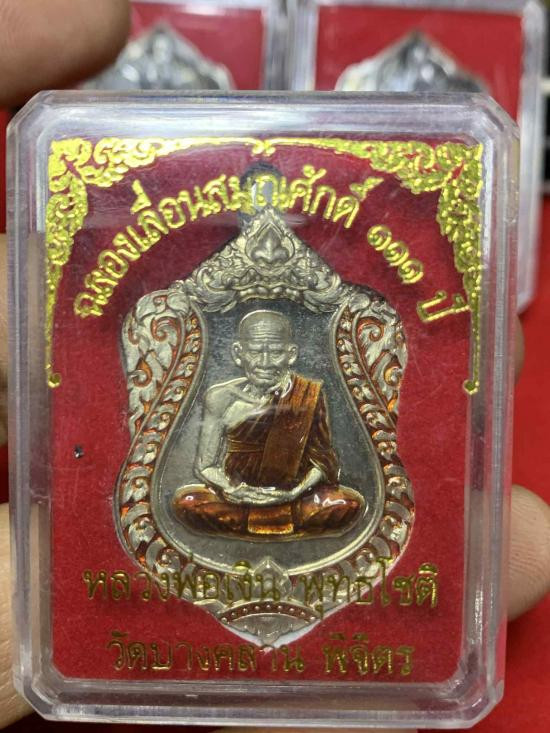 ฉลองเลื่อนสมณศักดิ์ ๑๑๑ ปี
หลวงพ่อเงิน พุทธโชติ
วัดบางคลาน พิจิตร